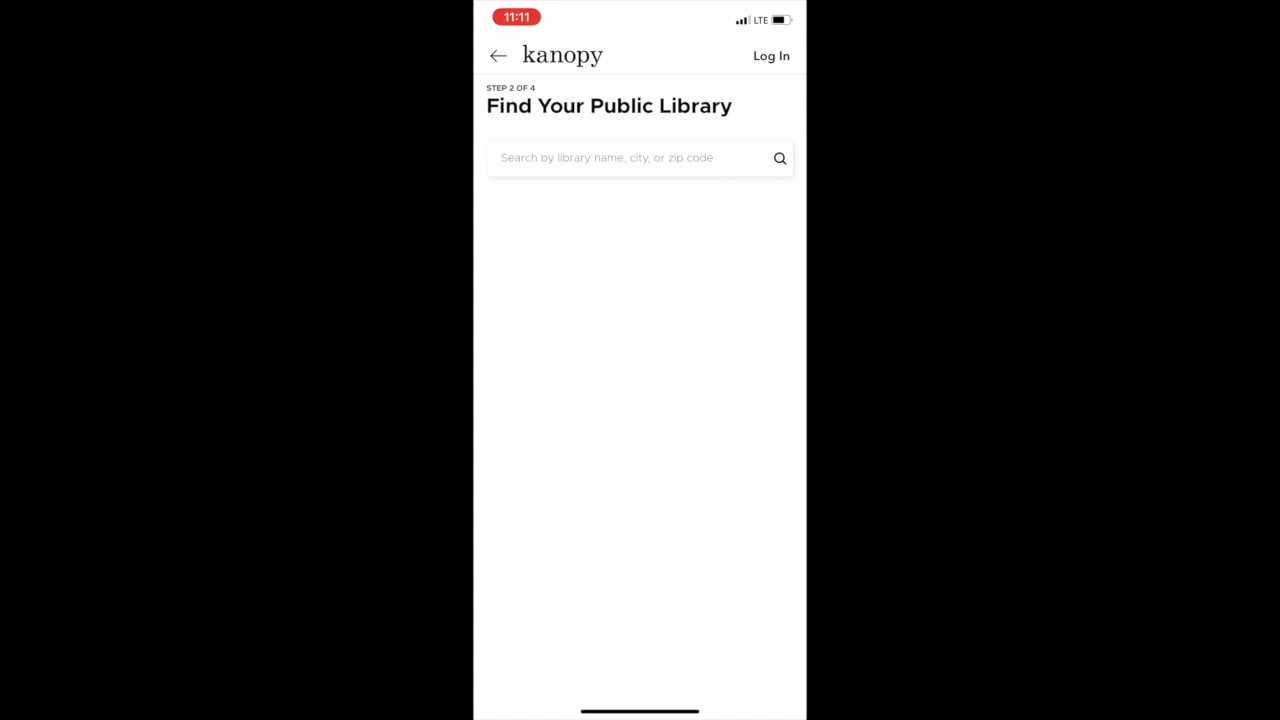 11:11
LTE
kanopy
Log In
STEP 2 OF 4
Find Your Public Library
Search by library name, city, or zip code